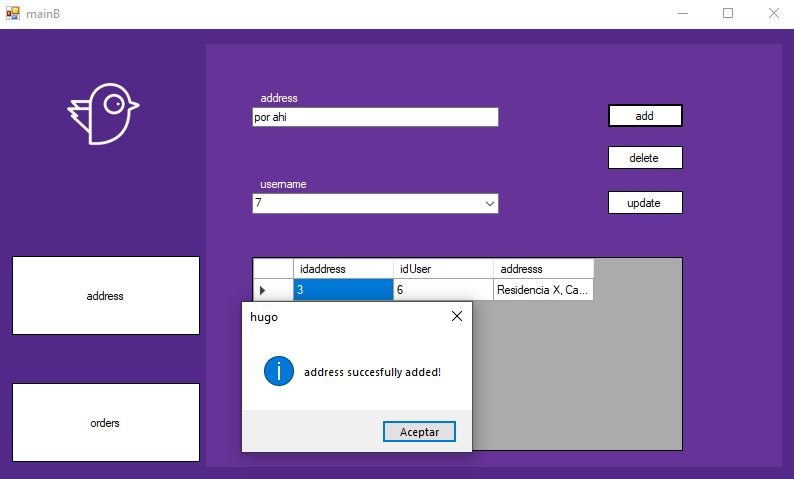 mainB
address
por ahi
add
delete
username
7
update
idaddress idUser addresss
3 6 Residencia X, Ca...
address
hugo
address succesfully added!
Aceptar
orders